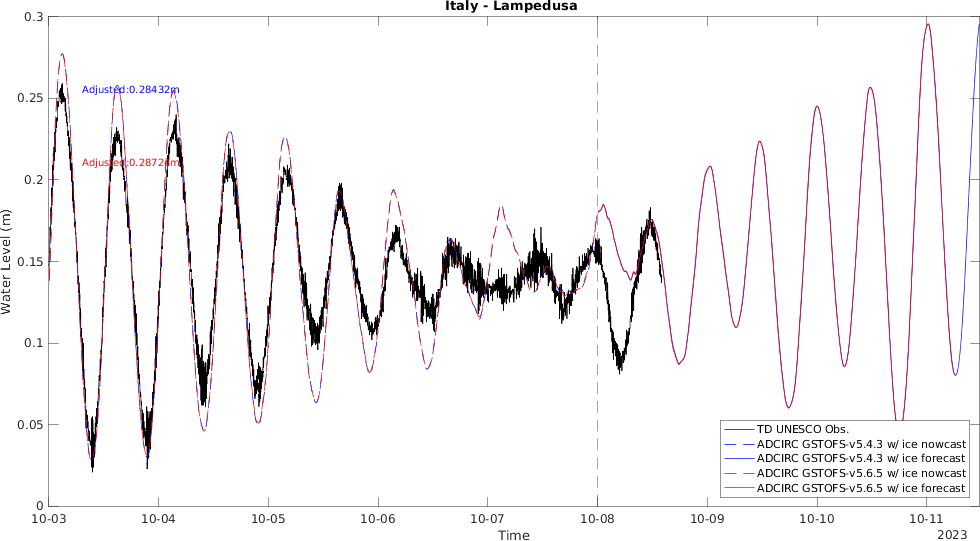 Italy - Lampedusa
Water Level (m)
0.3
0.25
0.2
0.15
0.1
0.05
0
Adjusted:0.28432m
Adjusted:0.28726m
TD UNESCO Obs.
ADCIRC GSTOFS-v5.4.3 w/ ice nowcast
ADCIRC GSTOFS-v5.4.3 w/ ice forecast
ADCIRC GSTOFS-v5.6.5 w/ ice nowcast
ADCIRC GSTOFS-v5.6.5 w/ ice forecast
10-03 10-04 10-05 10-06 10-07 10-08 10-09 10-10 10-11
Time
2023